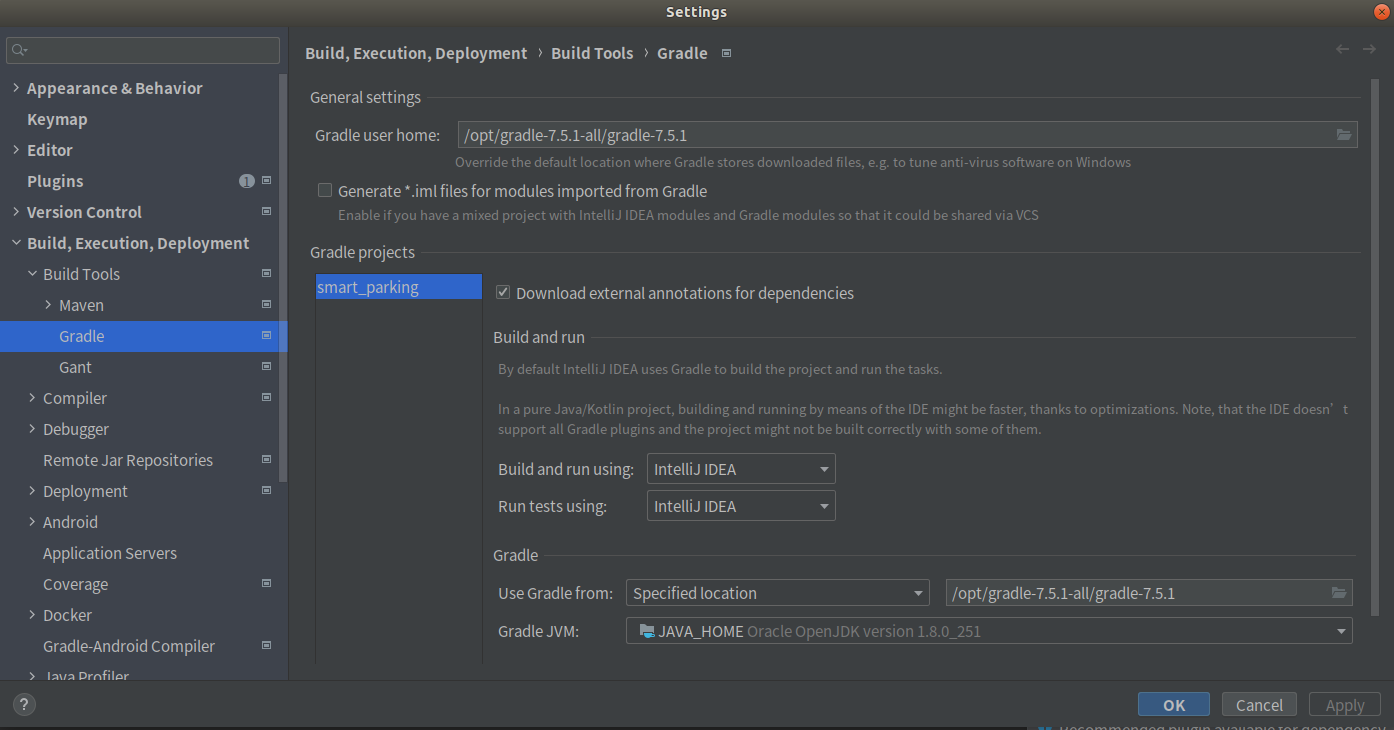 Settings
Appearance & Behavior
Keymap
Editor
Plugins
1
Version Control
Build, Execution, Deployment
Build Tools
Maven
Gradle
Gant
Compiler
Debugger
Remote Jar Repositories
Deployment
Android
Application Servers
Coverage
Docker
Gradle-Android Compiler
Java Profiler
?
Build, Execution, Deployment › Build Tools › Gradle
General settings
Gradle user home: /opt/gradle-7.5.1-all/gradle-7.5.1
Override the default location where Gradle stores downloaded files, e.g. to tune anti-virus software on Windows
Generate *.iml files for modules imported from Gradle
Enable if you have a mixed project with IntelliJ IDEA modules and Gradle modules so that it could be shared via VCS
Gradle projects
smart_parking
Download external annotations for dependencies
Build and run
By default IntelliJ IDEA uses Gradle to build the project and run the tasks.
In a pure Java/Kotlin project, building and running by means of the IDE might be faster, thanks to optimizations. Note, that the IDE doesn’t
support all Gradle plugins and the project might not be built correctly with some of them.
Build and run using: IntelliJ IDEA
Run tests using: IntelliJ IDEA
Gradle
Use Gradle from: Specified location /opt/gradle-7.5.1-all/gradle-7.5.1
Gradle JVM: JAVA_HOME Oracle OpenJDK version 1.8.0_251
OK Cancel Apply
Recommended plugin available for dependency